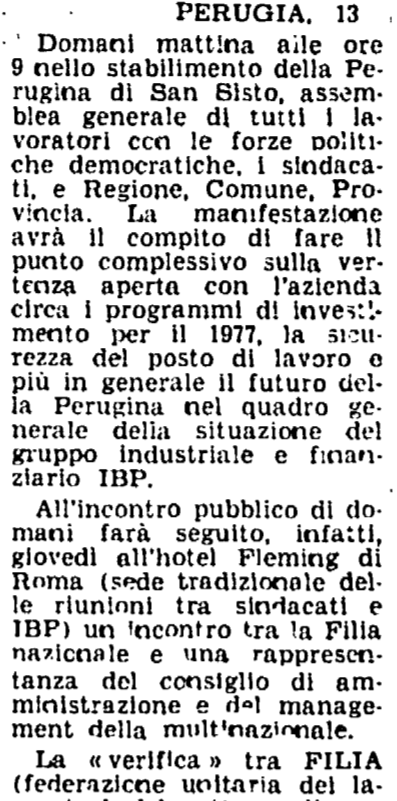 PERUGIA, 13
Domani mattina alle ore
9 nello stabilimento della Pe-
rugina di San Sisto, assem-
blea generale di tutti i la-
voratori con le forze politi-
che democratiche, i sindaca-
ti, e Regione, Comune, Pro-
vincia. La manifestazione
avrà il compito di fare il
punto complessivo sulla ver-
tenza aperta con l'azienda
circa i programmi di investi-
mento per il 1977, la sicu-
rezza del posto di lavoro e
più in generale il futuro del-
la Perugina nel quadro ge-
nerale della situazione del
gruppo industriale e finan-
ziario IBP.
All'incontro pubblico di do-
mani farà seguito, infatti,
giovedì all'hotel Fleming di
Roma (sede tradizionale del-
le riunioni tra sindacati e
IBP) un incontro tra la Filia
nazionale e una rappresen-
tanza del consiglio di am-
ministrazione e del manage-
ment della multinazionale.
La «verifica» tra FILIA
(federazione unitaria dei la-